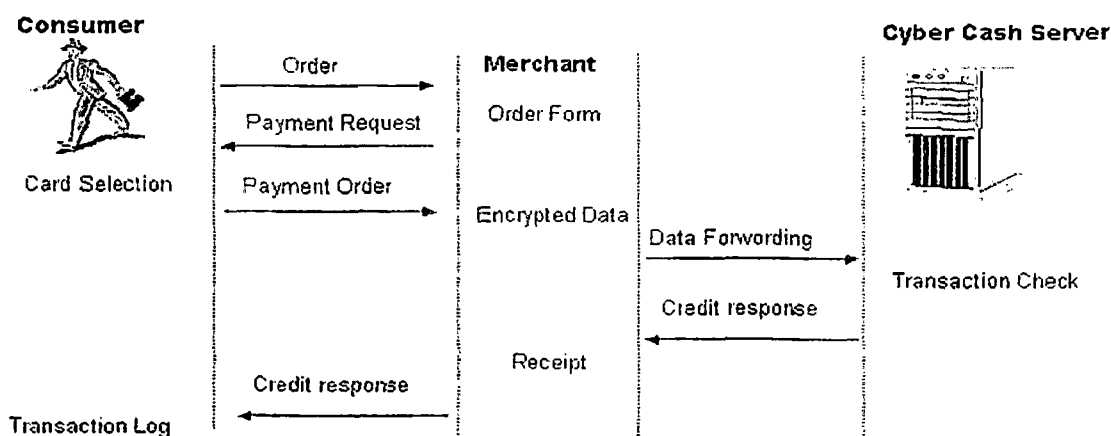 Consumer
Cyber Cash Server
Order
Merchant
Order Form
Payment Request
Card Selection
Payment Order
Encrypted Data
Data Forwording
Transaction Check
Credit response
Receipt
Credit response
Transaction Log